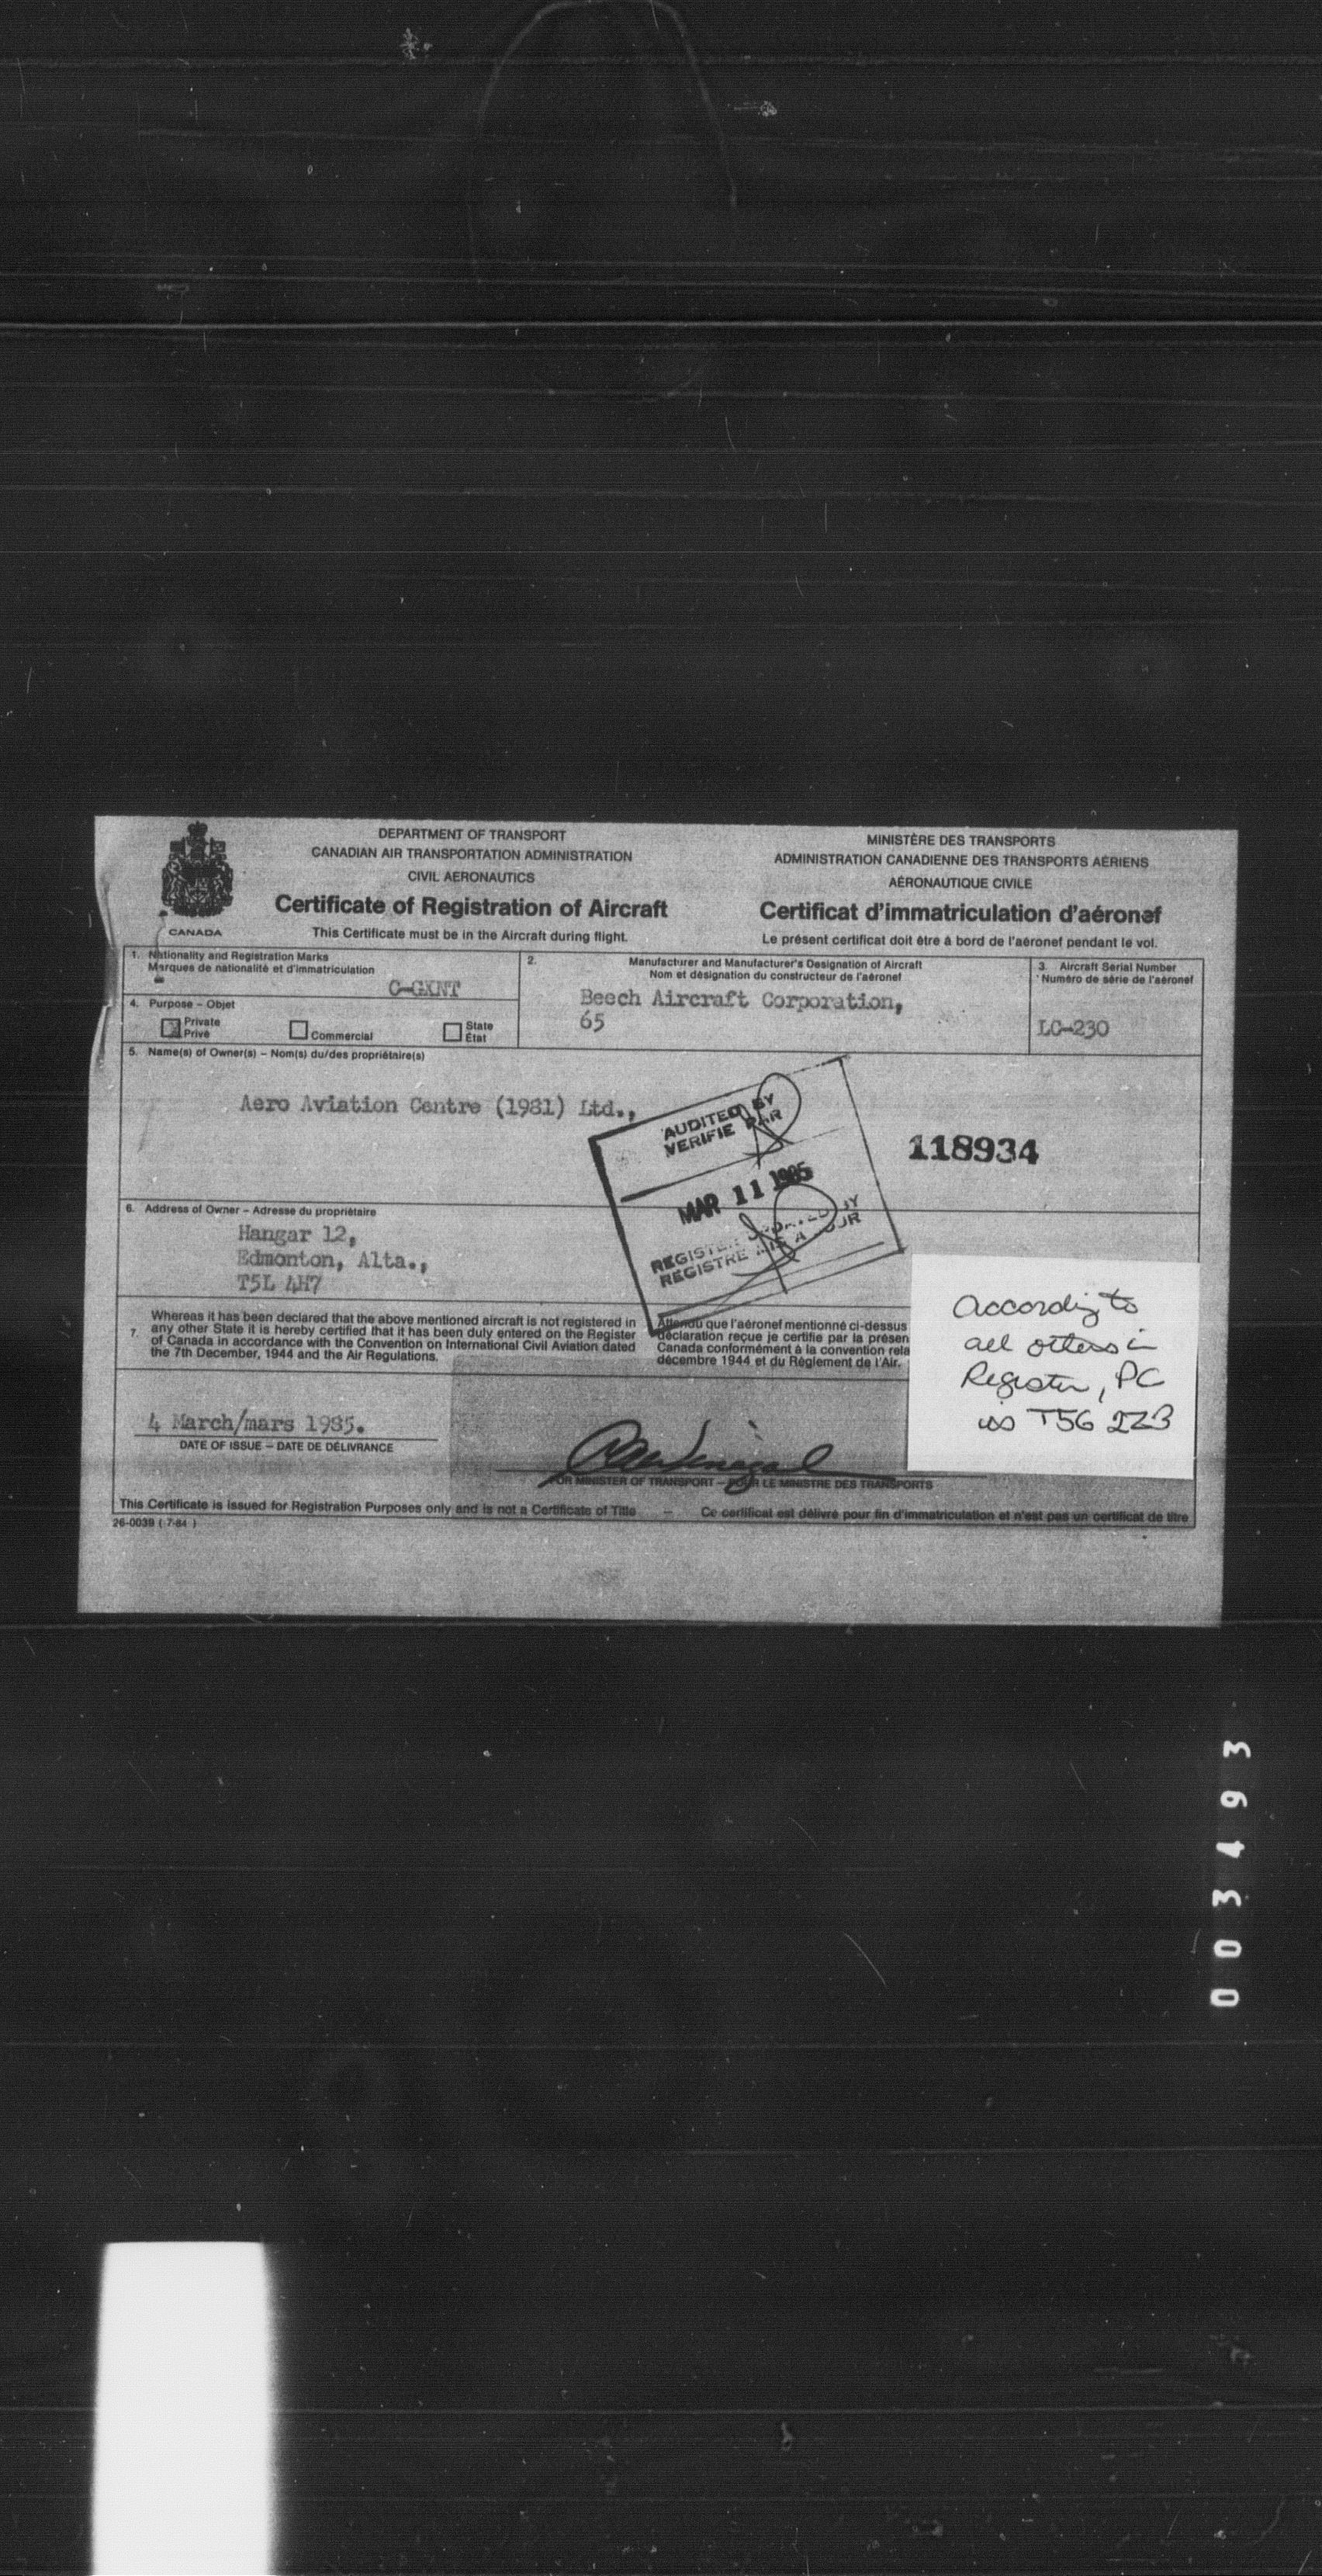 DEPARTMENT OF TRANSPORT
CANADIAN AIR TRANSPORTATION ADMINISTRATION
CIVIL AERONAUTICS
Certificate of Registration of Aircraft
This Certificate must be in the Aircraft during flight.
MINISTÈRE DES TRANSPORTS
ADMINISTRATION CANADIENNE DES TRANSPORTS AÉRIENS
AÉRONAUTIQUE CIVILE
Certificat d'immatriculation d'aéronef
Le présent certificat doit être à bord de l'aéronef pendant le vol.
CANADA
1. Nationality and Registration Marks
Marques de nationalité et d'immatriculation
C-GXNT
2. Manufacturer and Manufacturer's Designation of Aircraft
Nom et désignation du constructeur de l'aéronef
Beech Aircraft Corporation,
65
3. Aircraft Serial Number
Numéro de série de l'aéronef
LC-230
4. Purpose – Objet
Private
Privé
Commercial
State
État
5. Name(s) of Owner(s) – Nom(s) du/des propriétaire(s)
Aero Aviation Centre (1981) Ltd.,
AUDITED BY
VERIFIE PAR
MAR 11 1985
REGISTER UPDATED BY
REGISTRE MIS A JOUR
118934
6. Address of Owner – Adresse du propriétaire
Hangar 12,
Edmonton, Alta.,
T5L 4H7
7. Whereas it has been declared that the above mentioned aircraft is not registered in
any other State it is hereby certified that it has been duly entered on the Register
of Canada in accordance with the Convention on International Civil Aviation dated
the 7th December, 1944 and the Air Regulations.
Attendu que l'aéronef mentionné ci-dessus
déclaration reçue je certifie par la présen
Canada conformément à la convention rela
décembre 1944 et du Règlement de l'Air.
According to
all others in
Register, PC
is T5G 2Z3
4 March/mars 1985.
DATE OF ISSUE – DATE DE DÉLIVRANCE
FOR MINISTER OF TRANSPORT – POUR LE MINISTRE DES TRANSPORTS
This Certificate is issued for Registration Purposes only and is not a Certificate of Title – Ce certificat est délivré pour fin d'immatriculation et n'est pas un certificat de titre
26-0039 (7-84)
003493